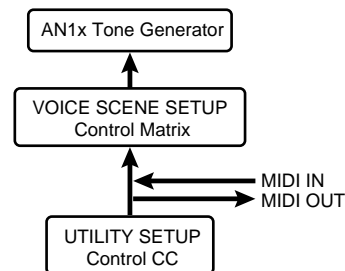 AN1x Tone Generator
VOICE SCENE SETUP
Control Matrix
MIDI IN
MIDI OUT
UTILITY SETUP
Control CC